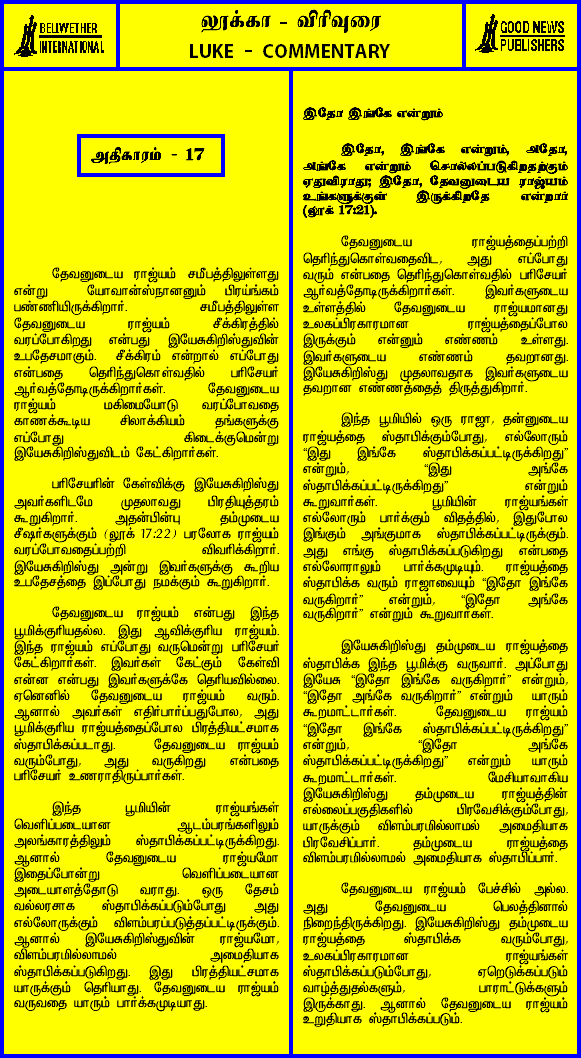 BELLWETHER
INTERNATIONAL
லூக்கா - விரிவுரை
LUKE - COMMENTARY
GOOD NEWS
PUBLISHERS
அதிகாரம் - 17
தேவனுடைய ராஜ்யம் சமீபத்திலுள்ளது
என்று யோவான்ஸ்நானனும் பிரயங்கம்
பண்ணியிருக்கிறார். சமீபத்திலுள்ள
தேவனுடைய ராஜ்யம் சீக்கிரத்தில்
வரப்போகிறது என்பது இயேசுகிறிஸ்துவின்
உபதேசமாகும். சீக்கிரம் என்றால் எப்போது
என்பதை தெரிந்துகொள்வதில் பரிசேயர்
ஆர்வத்தோடிருக்கிறார்கள். தேவனுடைய
ராஜ்யம் மகிமையோடு வரப்போவதை
காணக்கூடிய சிலாக்கியம் தங்களுக்கு
எப்போது கிடைக்குமென்று
இயேசுகிறிஸ்துவிடம் கேட்கிறார்கள்.
பரிசேயரின் கேள்விக்கு இயேசுகிறிஸ்து
அவர்களிடமே முதலாவது பிரதியுத்தரம்
கூறுகிறார். அதன்பின்பு தம்முடைய
சீஷர்களுக்கும் (லூக் 17:22) பரலோக ராஜ்யம்
வரப்போவதைப்பற்றி விவரிக்கிறார்.
இயேசுகிறிஸ்து அன்று இவர்களுக்கு கூறிய
உபதேசத்தை இப்போது நமக்கும் கூறுகிறார்.
தேவனுடைய ராஜ்யம் என்பது இந்த
பூமிக்குரியதல்ல. இது ஆவிக்குரிய ராஜ்யம்.
இந்த ராஜ்யம் எப்போது வருமென்று பரிசேயர்
கேட்கிறார்கள். இவர்கள் கேட்கும் கேள்வி
என்ன என்பது இவர்களுக்கே தெரியவில்லை.
ஏனெனில் தேவனுடைய ராஜ்யம் வரும்.
ஆனால் அவர்கள் எதிர்பார்ப்பதுபோல, அது
பூமிக்குரிய ராஜ்யத்தைப்போல பிரத்தியட்சமாக
ஸ்தாபிக்கப்படாது. தேவனுடைய ராஜ்யம்
வரும்போது, அது வருகிறது என்பதை
பரிசேயர் உணராதிருப்பார்கள்.
இந்த பூமியின் ராஜ்யங்கள்
வெளிப்படையான ஆடம்பரங்களிலும்
அலங்காரத்திலும் ஸ்தாபிக்கப்பட்டிருக்கிறது.
ஆனால் தேவனுடைய ராஜ்யமோ
இதைப்போன்று வெளிப்படையான
அடையாளத்தோடு வராது. ஒரு தேசம்
வல்லரசாக ஸ்தாபிக்கப்படும்போது அது
எல்லோருக்கும் விளம்பரப்படுத்தப்பட்டிருக்கும்.
ஆனால் இயேசுகிறிஸ்துவின் ராஜ்யமோ,
விளம்பரமில்லாமல் அமைதியாக
ஸ்தாபிக்கப்படுகிறது. இது பிரத்தியட்சமாக
யாருக்கும் தெரியாது. தேவனுடைய ராஜ்யம்
வருவதை யாரும் பார்க்கமுடியாது.
இதோ இங்கே என்றும்
இதோ, இங்கே என்றும், அதோ,
அங்கே என்றும் சொல்லப்படுகிறதற்கும்
ஏதுவிராது; இதோ, தேவனுடைய ராஜ்யம்
உங்களுக்குள் இருக்கிறதே என்றார்
(லூக் 17:21).
தேவனுடைய ராஜ்யத்தைப்பற்றி
தெரிந்துகொள்வதைவிட, அது எப்போது
வரும் என்பதை தெரிந்துகொள்வதில் பரிசேயர்
ஆர்வத்தோடிருக்கிறார்கள். இவர்களுடைய
உள்ளத்தில் தேவனுடைய ராஜ்யமானது
உலகப்பிரகாரமான ராஜ்யத்தைப்போல
இருக்கும் என்னும் எண்ணம் உள்ளது.
இவர்களுடைய எண்ணம் தவறானது.
இயேசுகிறிஸ்து முதலாவதாக இவர்களுடைய
தவறான எண்ணத்தைத் திருத்துகிறார்.
இந்த பூமியில் ஒரு ராஜா, தன்னுடைய
ராஜ்யத்தை ஸ்தாபிக்கும்போது, எல்லோரும்
“இது இங்கே ஸ்தாபிக்கப்பட்டிருக்கிறது”
என்றும், “இது அங்கே
ஸ்தாபிக்கப்பட்டிருக்கிறது” என்றும்
கூறுவார்கள். பூமியின் ராஜ்யங்கள்
எல்லோரும் பார்க்கும் விதத்தில், இதுபோல
இங்கும் அங்குமாக ஸ்தாபிக்கப்பட்டிருக்கும்.
அது எங்கு ஸ்தாபிக்கப்படுகிறது என்பதை
எல்லோராலும் பார்க்கமுடியும். ராஜ்யத்தை
ஸ்தாபிக்க வரும் ராஜாவையும் “இதோ இங்கே
வருகிறார்” என்றும், “இதோ அங்கே
வருகிறார்” என்றும் கூறுவார்கள்.
இயேசுகிறிஸ்து தம்முடைய ராஜ்யத்தை
ஸ்தாபிக்க இந்த பூமிக்கு வருவார். அப்போது
இயேசு “இதோ இங்கே வருகிறார்” என்றும்,
“இதோ அங்கே வருகிறார்” என்றும் யாரும்
கூறமாட்டார்கள். தேவனுடைய ராஜ்யம்
“இதோ இங்கே ஸ்தாபிக்கப்பட்டிருக்கிறது”
என்றும், “இதோ அங்கே
ஸ்தாபிக்கப்பட்டிருக்கிறது” என்றும் யாரும்
கூறமாட்டார்கள். மேசியாவாகிய
இயேசுகிறிஸ்து தம்முடைய ராஜ்யத்தின்
எல்லைப்பகுதிகளில் பிரவேசிக்கும்போது,
யாருக்கும் விளம்பரமில்லாமல் அமைதியாக
பிரவேசிப்பார். தம்முடைய ராஜ்யத்தை
விளம்பரமில்லாமல் அமைதியாக ஸ்தாபிப்பார்.
தேவனுடைய ராஜ்யம் பேச்சில் அல்ல.
அது தேவனுடைய பெலத்தினால்
நிறைந்திருக்கிறது. இயேசுகிறிஸ்து தம்முடைய
ராஜ்யத்தை ஸ்தாபிக்க வரும்போது,
உலகப்பிரகாரமான ராஜ்யங்கள்
ஸ்தாபிக்கப்படும்போது, ஏறெடுக்கப்படும்
வாழ்த்துதல்களும், பாராட்டுக்களும்
இருக்காது. ஆனால் தேவனுடைய ராஜ்யம்
உறுதியாக ஸ்தாபிக்கப்படும்.